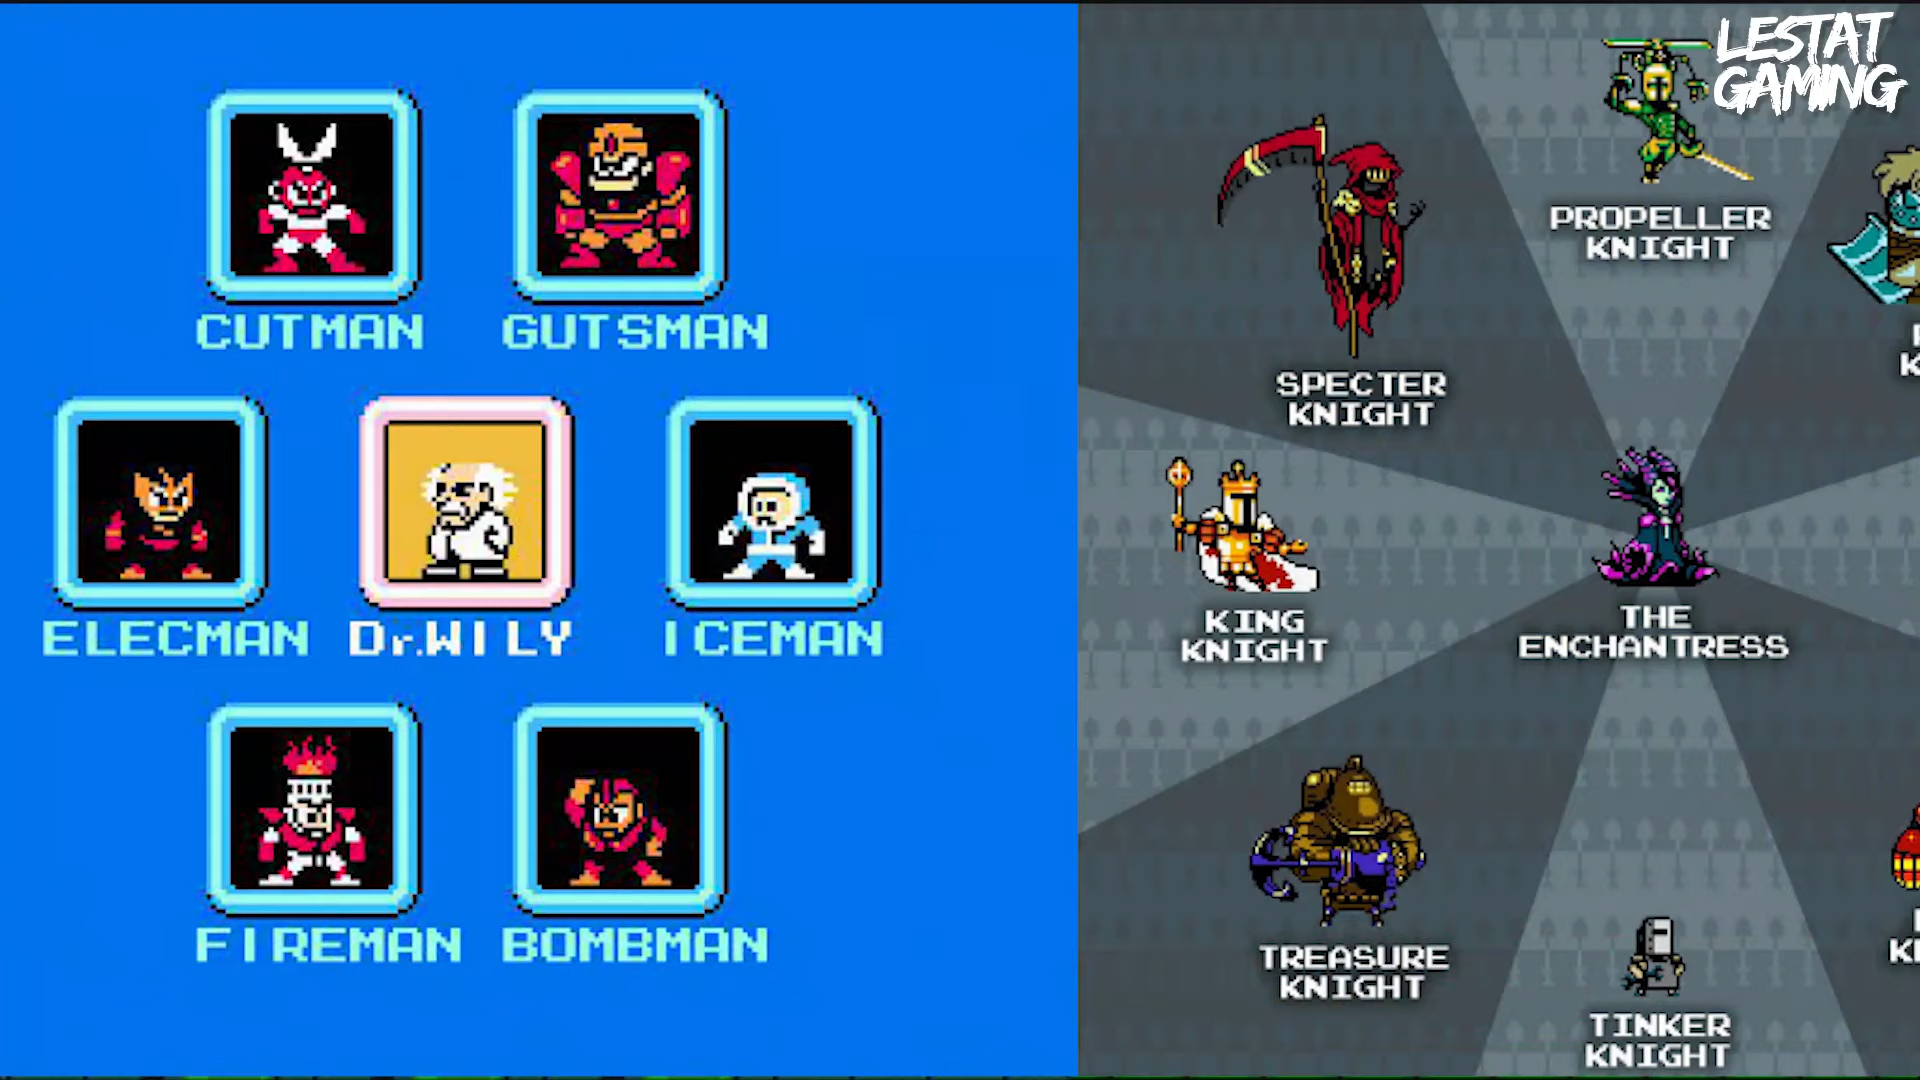 LESTAT
GAMING
CUTMAN
GUTSMAN
ELECMAN
Dr.WILY
ICEMAN
FIREMAN
BOMBMAN
PROPELLER
KNIGHT
SPECTER
KNIGHT
KING
KNIGHT
THE
ENCHANTRESS
TREASURE
KNIGHT
TINKER
KNIGHT